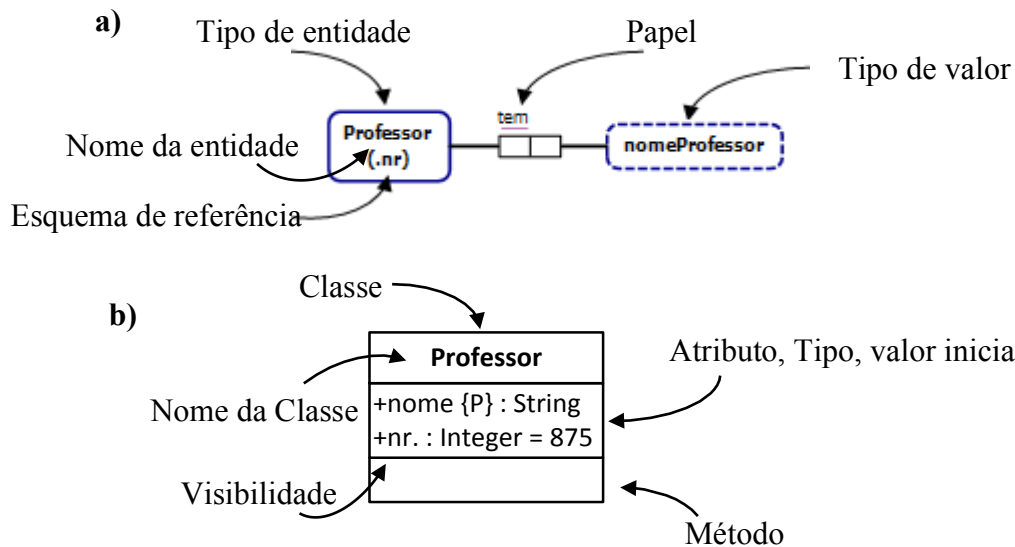 a)
Tipo de entidade
Papel
Tipo de valor
tem
Professor
(.nr)
nomeProfessor
Nome da entidade
Esquema de referência
b)
Classe
Professor
Atributo, Tipo, valor inicia
Nome da Classe
+nome {P} : String
+nr. : Integer = 875
Visibilidade
Método